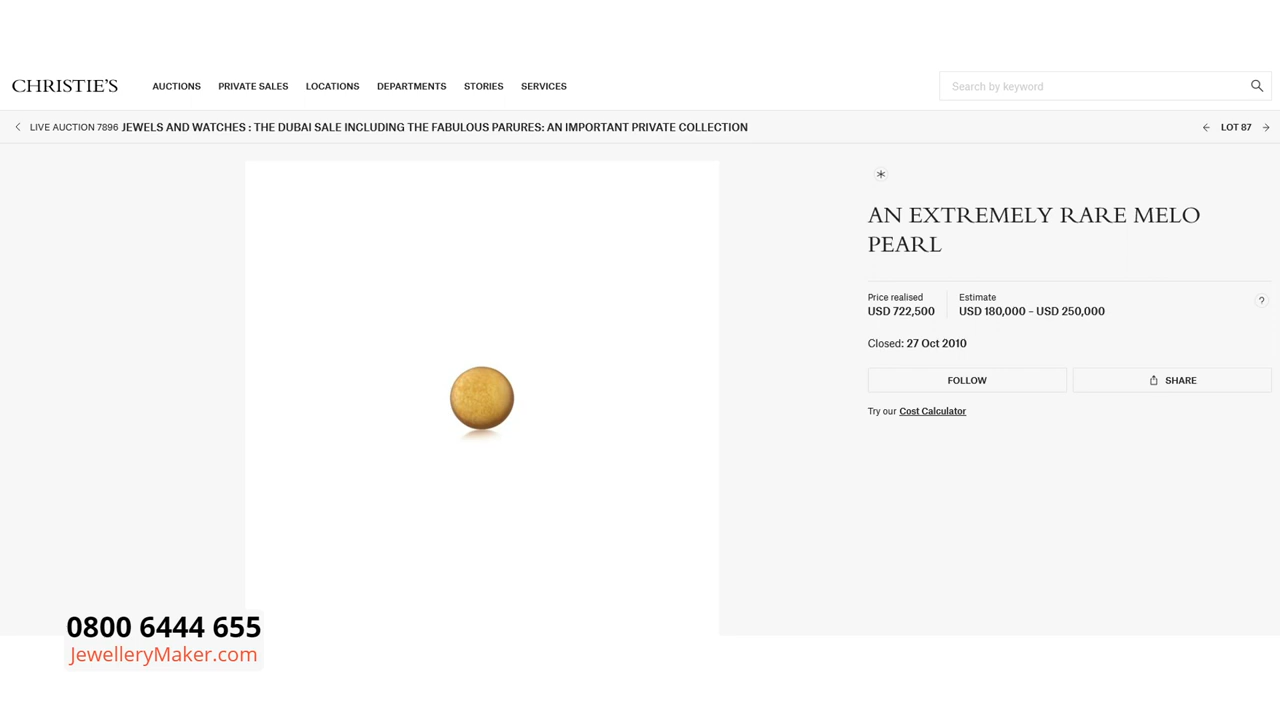 CHRISTIE'S
AUCTIONS PRIVATE SALES LOCATIONS DEPARTMENTS STORIES SERVICES
Search by keyword
LIVE AUCTION 7896 JEWELS AND WATCHES : THE DUBAI SALE INCLUDING THE FABULOUS PARURES: AN IMPORTANT PRIVATE COLLECTION
LOT 87
AN EXTREMELY RARE MELO
PEARL
Price realised
USD 722,500
Estimate
USD 180,000 – USD 250,000
?
Closed: 27 Oct 2010
FOLLOW
SHARE
Try our Cost Calculator
0800 6444 655
JewelleryMaker.com